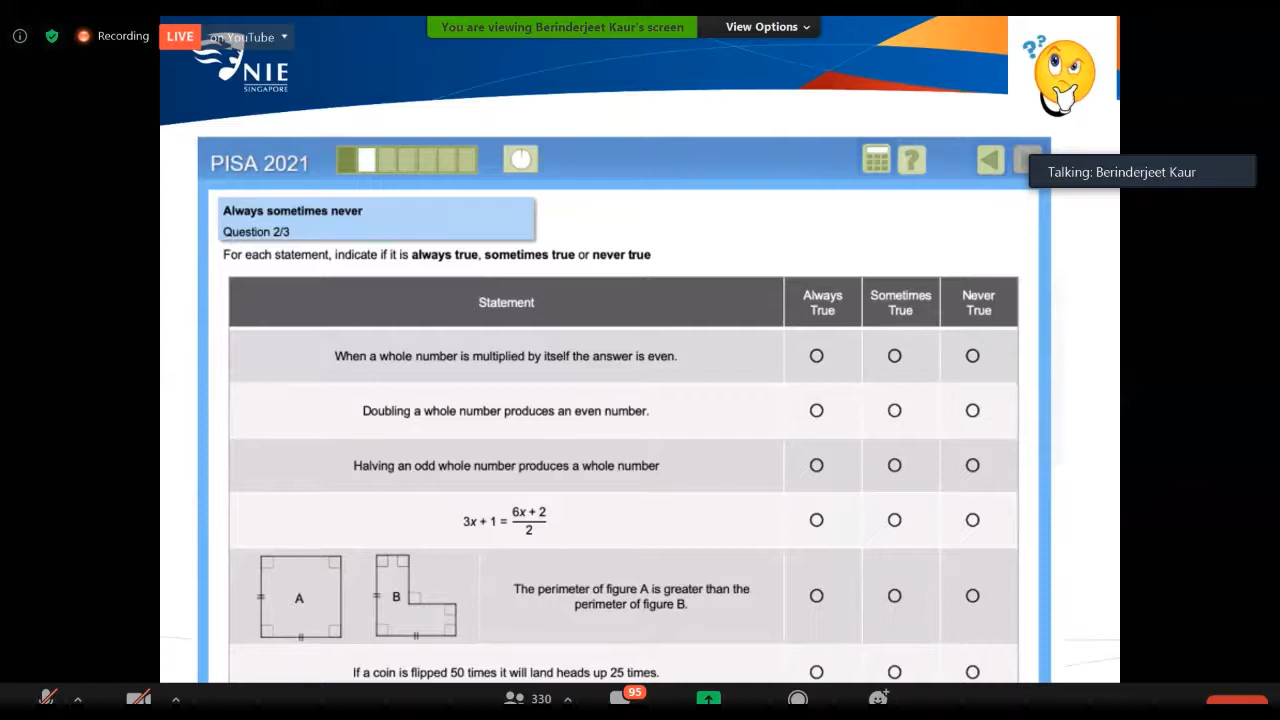 Recording
LIVE
on YouTube
You are viewing Berinderjeet Kaur's screen
View Options
NIE
SINGAPORE
??
PISA 2021
?
Talking: Berinderjeet Kaur
Always sometimes never
Question 2/3
For each statement, indicate if it is always true, sometimes true or never true
Statement
Always
True
Sometimes
True
Never
True
When a whole number is multiplied by itself the answer is even.
Doubling a whole number produces an even number.
Halving an odd whole number produces a whole number
3x + 1 = (6x + 2)/2
A
B
The perimeter of figure A is greater than the
perimeter of figure B.
If a coin is flipped 50 times it will land heads up 25 times.
330
95